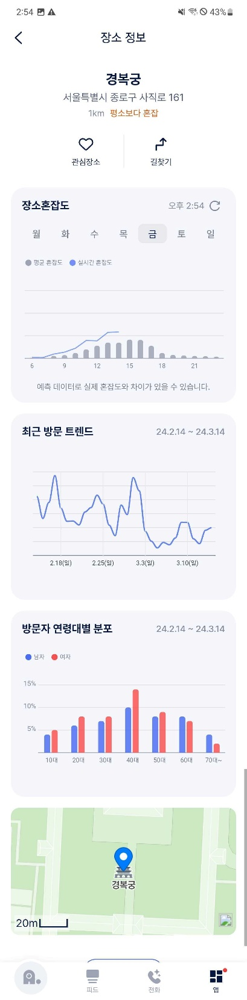 2:54 43%
장소 정보
경복궁
서울특별시 종로구 사직로 161
1km 평소보다 혼잡
관심장소 길찾기
장소혼잡도 오후 2:54
월 화 수 목 금 토 일
평균 혼잡도 실시간 혼잡도
6 9 12 15 18 21
예측 데이터로 실제 혼잡도와 차이가 있을 수 있습니다.
최근 방문 트렌드 24.2.14 ~ 24.3.14
2.18(일) 2.25(일) 3.3(일) 3.10(일)
방문자 연령대별 분포 24.2.14 ~ 24.3.14
남자 여자
15%
10%
5%
10대 20대 30대 40대 50대 60대 70대~
경복궁
20m
피드 전화 앱